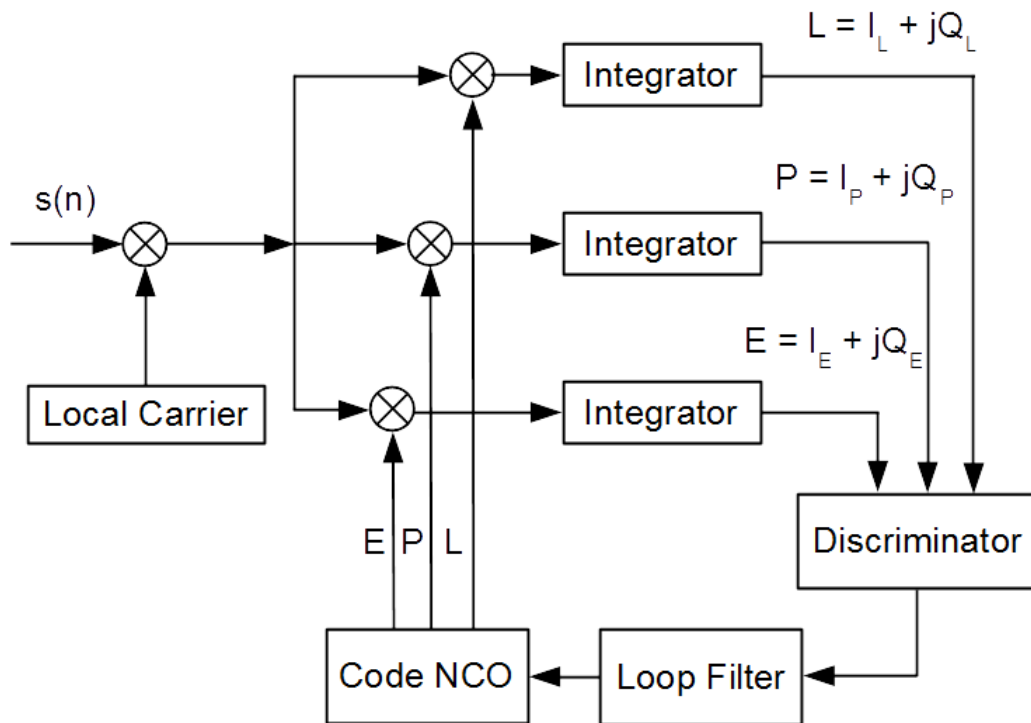 L = I_L + jQ_L
Integrator
s(n)
P = I_P + jQ_P
Integrator
E = I_E + jQ_E
Local Carrier
Integrator
E P L
Discriminator
Code NCO
Loop Filter